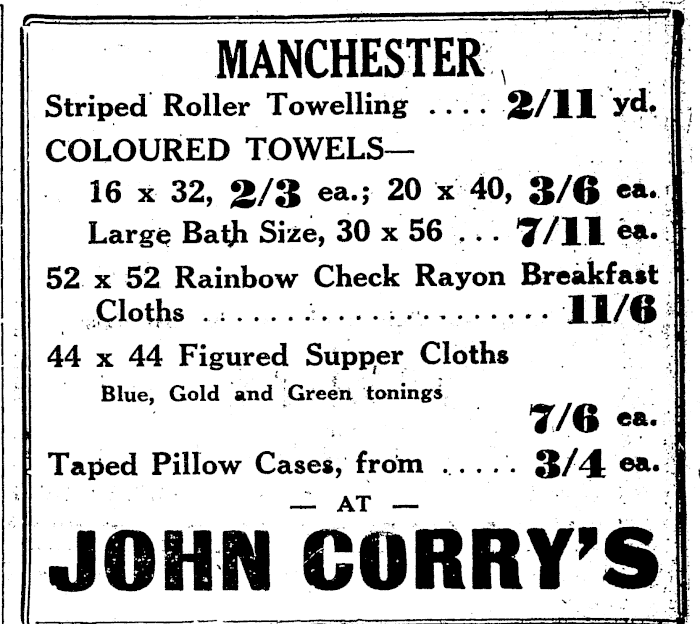 MANCHESTER
Striped Roller Towelling .... 2/11 yd.
COLOURED TOWELS—
16 x 32, 2/3 ea.; 20 x 40, 3/6 ea.
Large Bath Size, 30 x 56 ... 7/11 ea.
52 x 52 Rainbow Check Rayon Breakfast
Cloths ...................... 11/6
44 x 44 Figured Supper Cloths
Blue, Gold and Green tonings
7/6 ea.
Taped Pillow Cases, from ..... 3/4 ea.
— AT —
JOHN CORRY'S